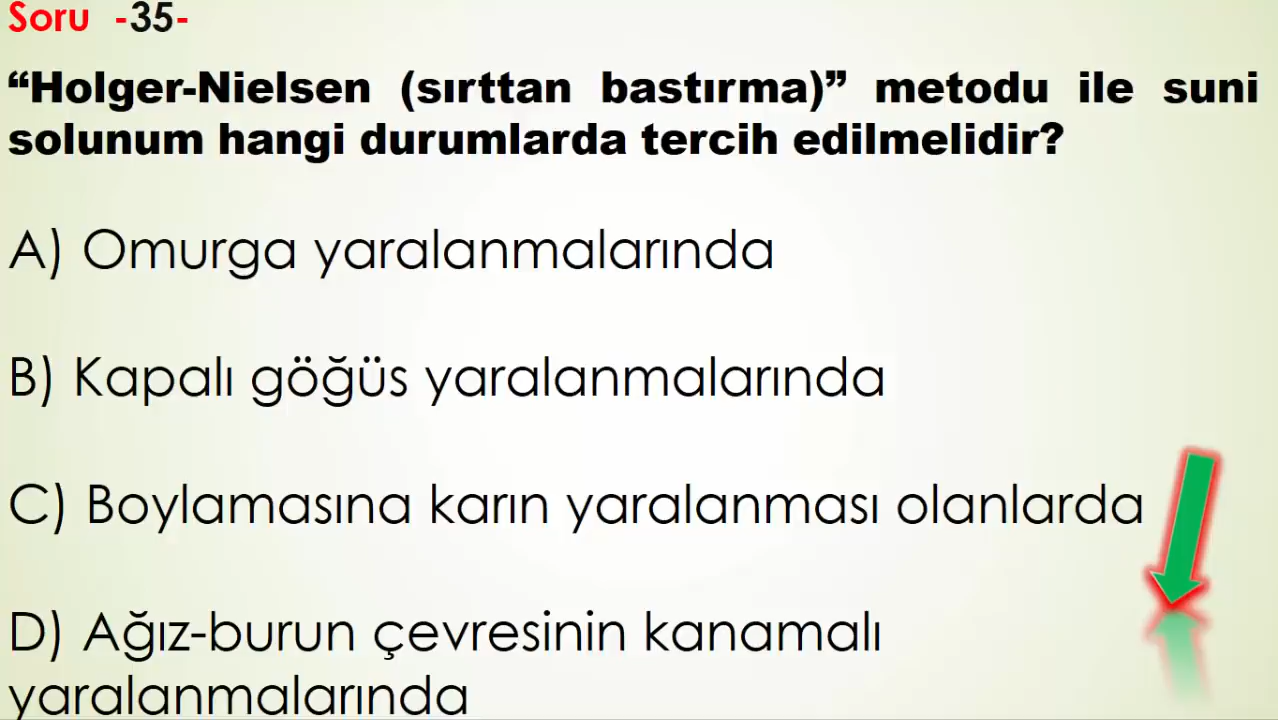 Soru -35-
“Holger-Nielsen (sırttan bastırma)” metodu ile suni
solunum hangi durumlarda tercih edilmelidir?
A) Omurga yaralanmalarında
B) Kapalı göğüs yaralanmalarında
C) Boylamasına karın yaralanması olanlarda
D) Ağız-burun çevresinin kanamalı
yaralanmalarında